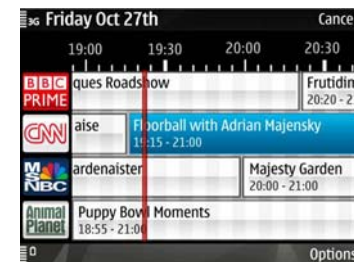 3G Friday Oct 27th Cance
19:00 19:30 20:00 20:30
BBC PRIME ques Roadshow Frutidin
20:20 - 2
CNN aise Floorball with Adrian Majensky
19:15 - 21:00
MSNBC ardenaister Majesty Garden
20:00 - 21:00
Animal Planet Puppy Bowl Moments
18:55 - 21:00
Options